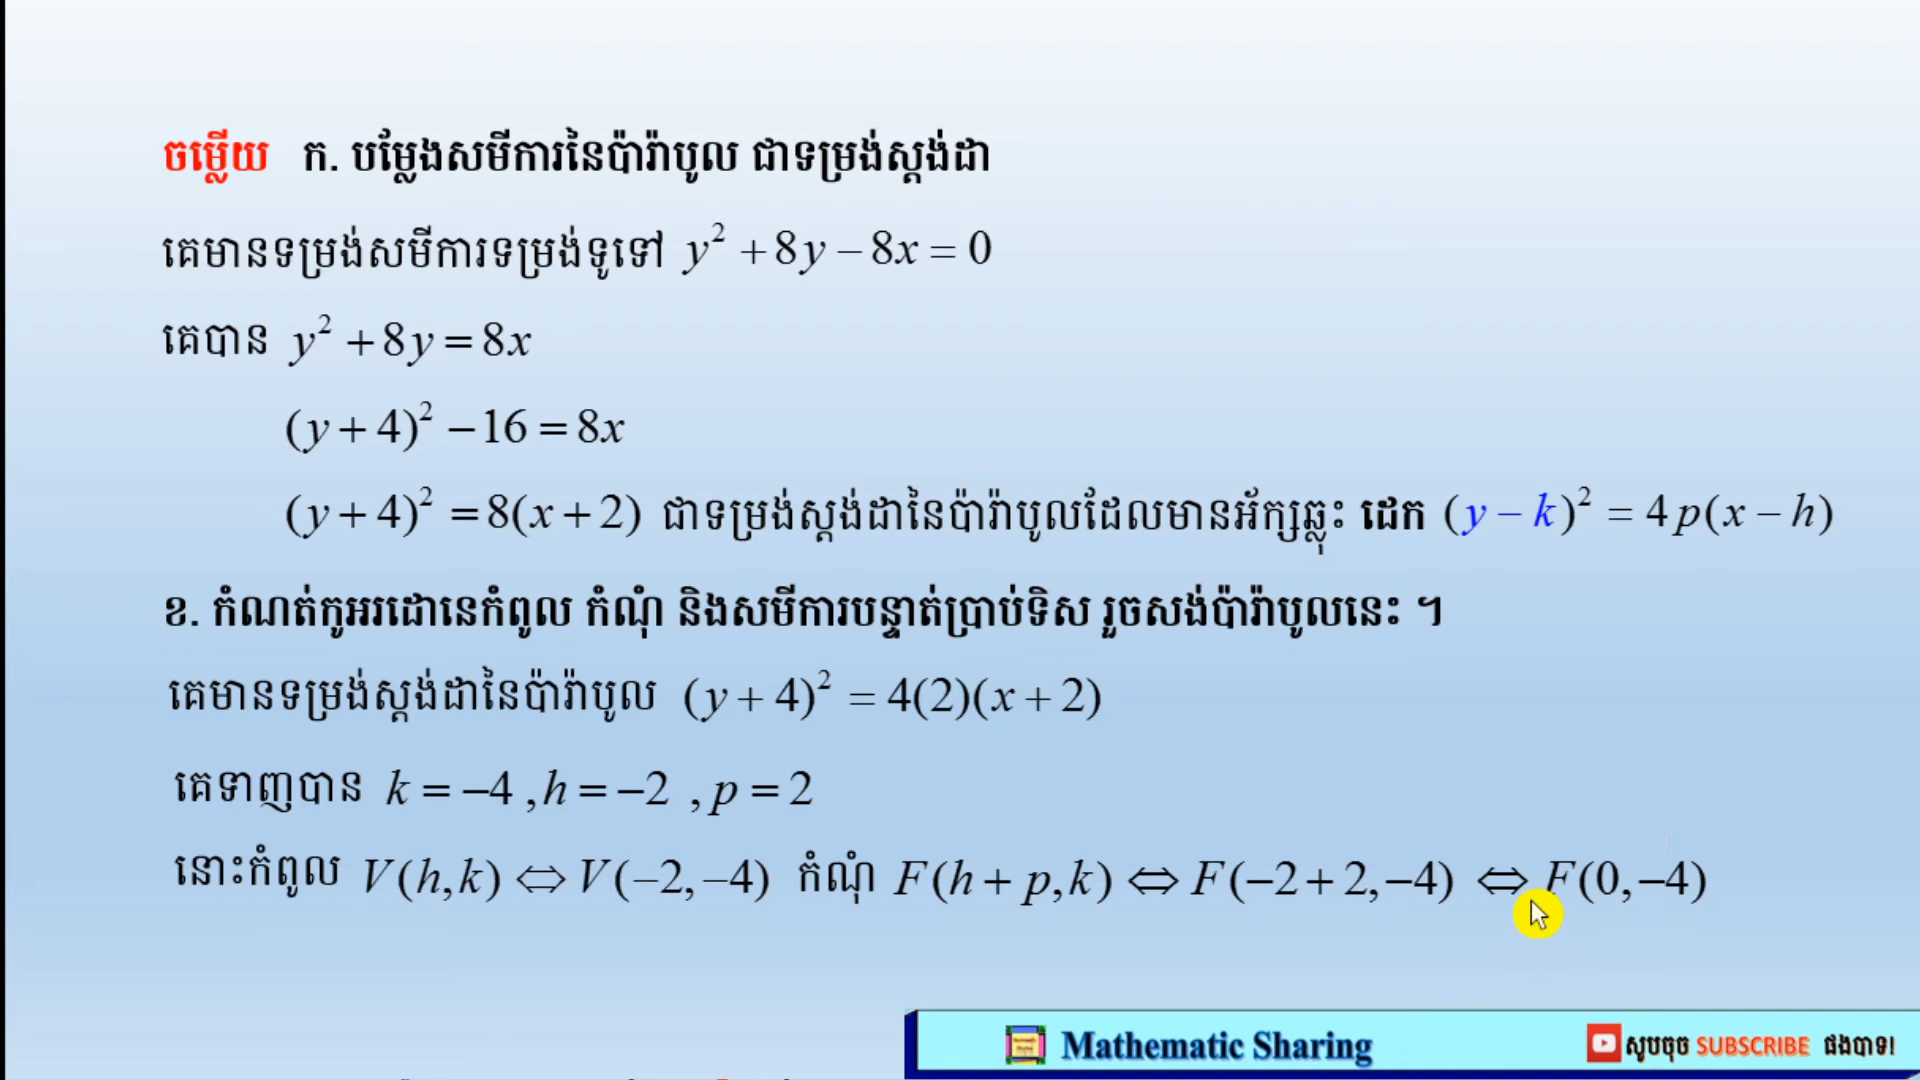 ចម្លើយ ក. បម្លែងសមីការនៃប៉ារ៉ាបូល ជាទម្រង់ស្តង់ដា
គេមានទម្រង់សមីការទម្រង់ទូទៅ y² + 8y − 8x = 0
គេបាន y² + 8y = 8x
(y + 4)² − 16 = 8x
(y + 4)² = 8(x + 2) ជាទម្រង់ស្តង់ដានៃប៉ារ៉ាបូលដែលមានអ័ក្សឆ្លុះ ដេក (y − k)² = 4p(x − h)
ខ. កំណត់កូអរដោនេកំពូល កំណុំ និងសមីការបន្ទាត់ប្រាប់ទិស រួចសង់ប៉ារ៉ាបូលនេះ ។
គេមានទម្រង់ស្តង់ដានៃប៉ារ៉ាបូល (y + 4)² = 4(2)(x + 2)
គេទាញបាន k = −4 , h = −2 , p = 2
នោះកំពូល V(h,k) ⇔ V(−2,−4) កំណុំ F(h + p,k) ⇔ F(−2 + 2,−4) ⇔ F(0,−4)
Mathematic Sharing
សូបចុច SUBSCRIBE ផងបាទ!